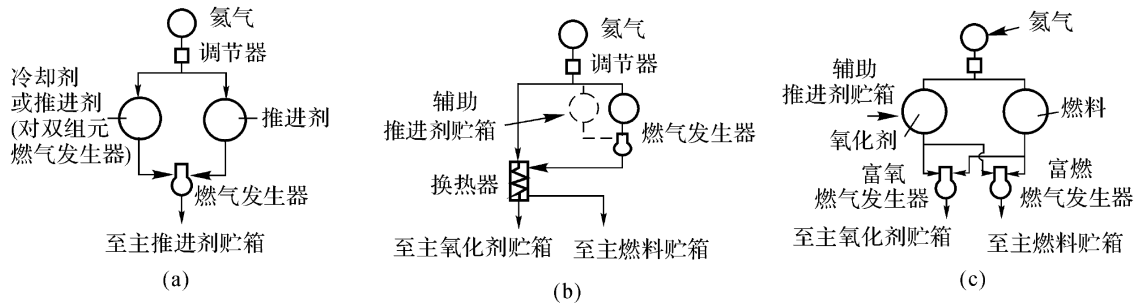 氦气
调节器
冷却剂
或推进剂
(对双组元
燃气发生器)
推进剂
燃气发生器
至主推进剂贮箱
(a)
氦气
调节器
辅助
推进剂贮箱
燃气发生器
换热器
至主氧化剂贮箱
至主燃料贮箱
(b)
氦气
辅助
推进剂贮箱
氧化剂
燃料
富氧
燃气发生器
富燃
燃气发生器
至主氧化剂贮箱
至主燃料贮箱
(c)